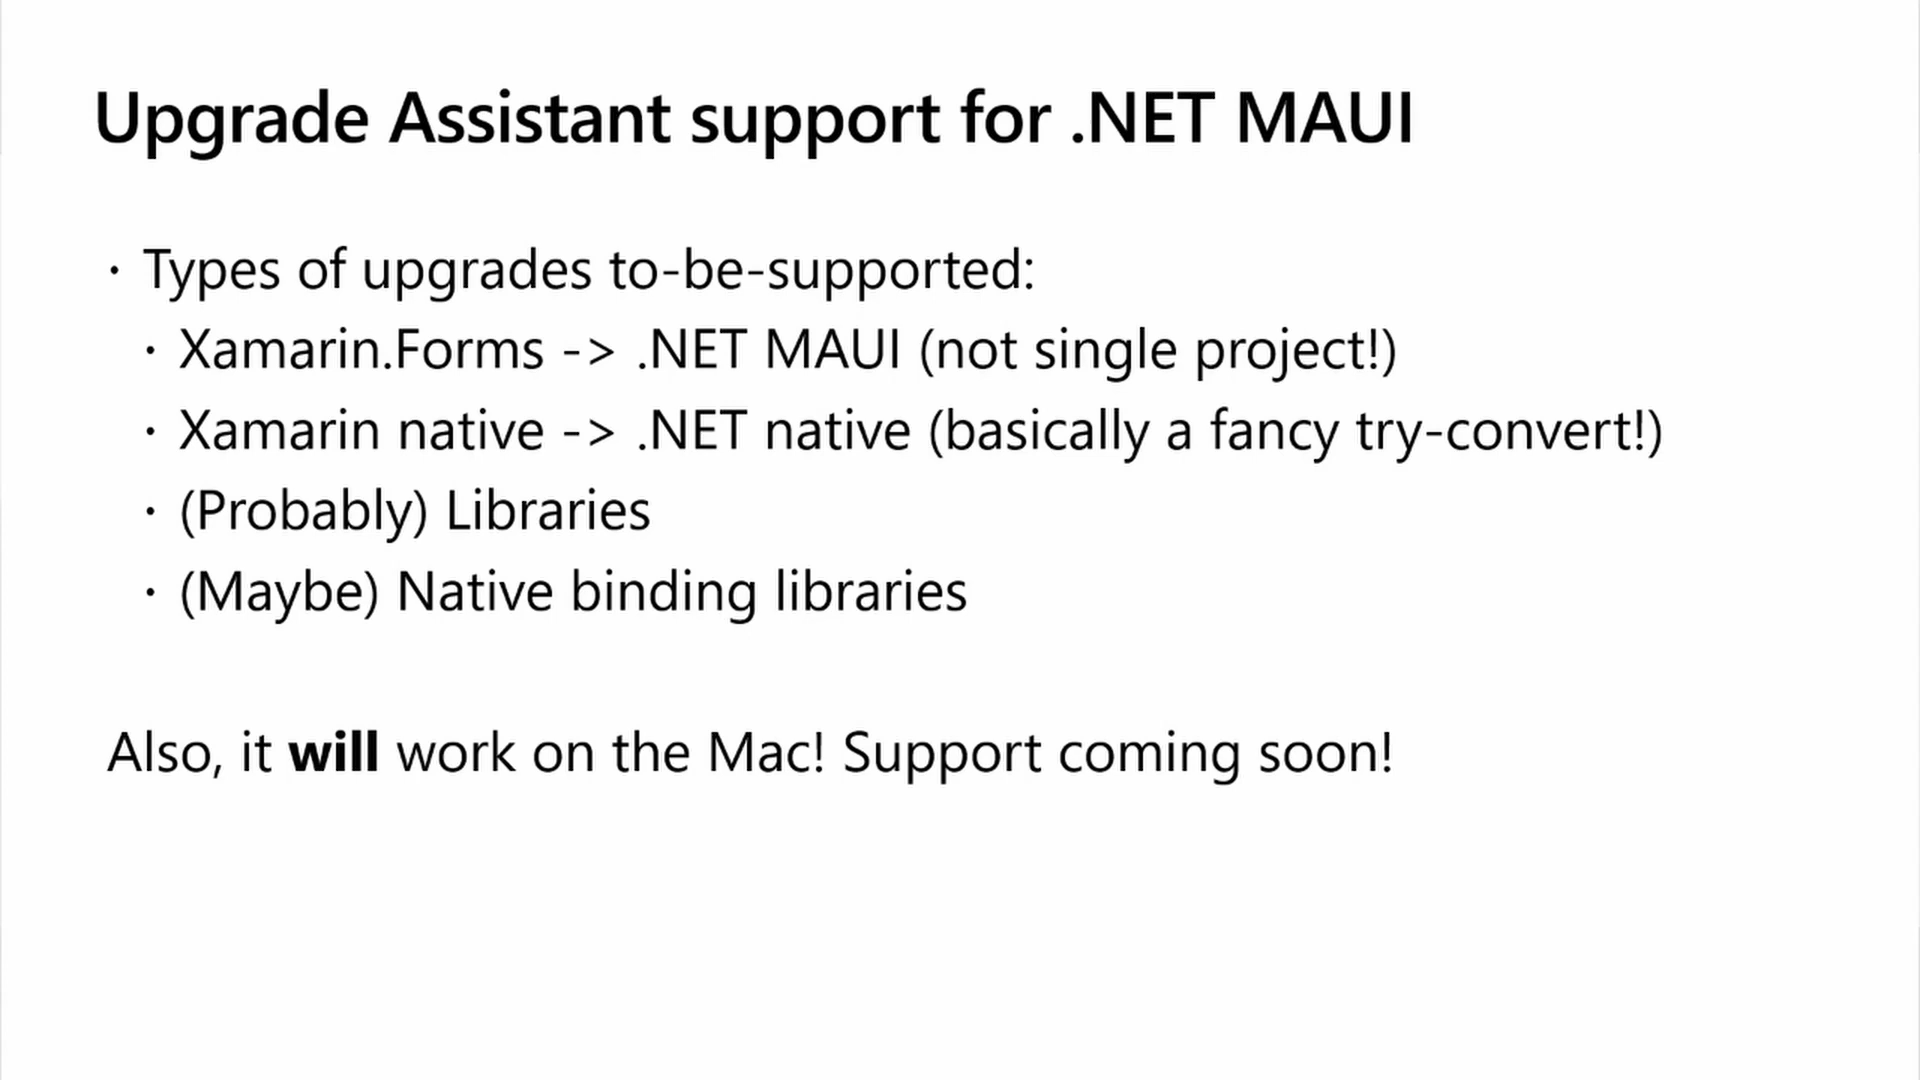 Upgrade Assistant support for .NET MAUI
· Types of upgrades to-be-supported:
· Xamarin.Forms -> .NET MAUI (not single project!)
· Xamarin native -> .NET native (basically a fancy try-convert!)
· (Probably) Libraries
· (Maybe) Native binding libraries
Also, it will work on the Mac! Support coming soon!